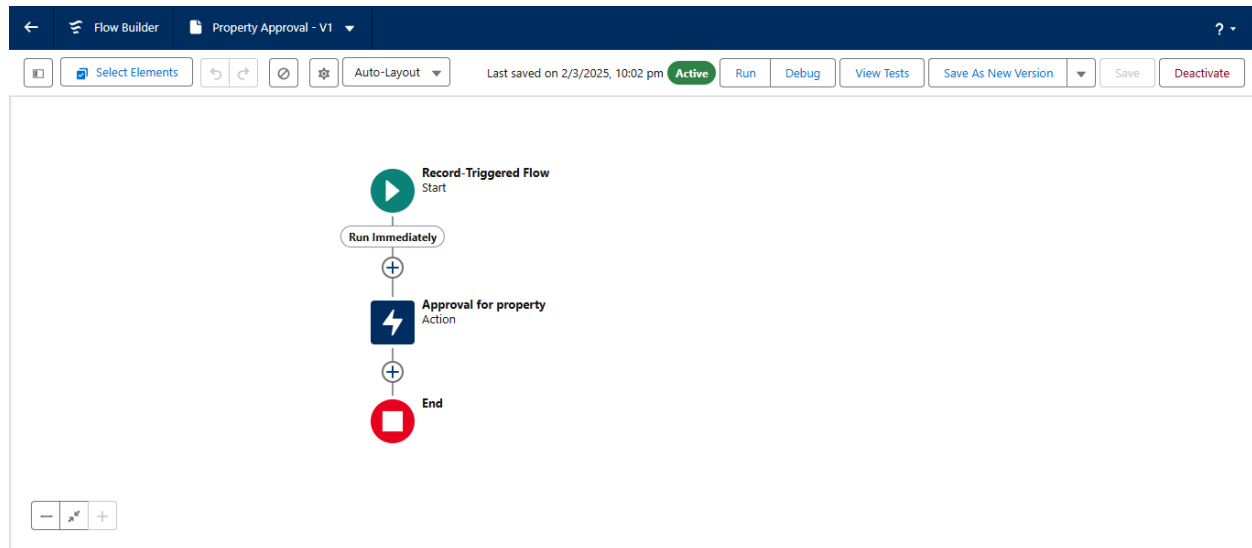 Flow Builder
Property Approval - V1
?
Select Elements
Auto-Layout
Last saved on 2/3/2025, 10:02 pm
Active
Run
Debug
View Tests
Save As New Version
Save
Deactivate
Record-Triggered Flow
Start
Run Immediately
Approval for property
Action
End